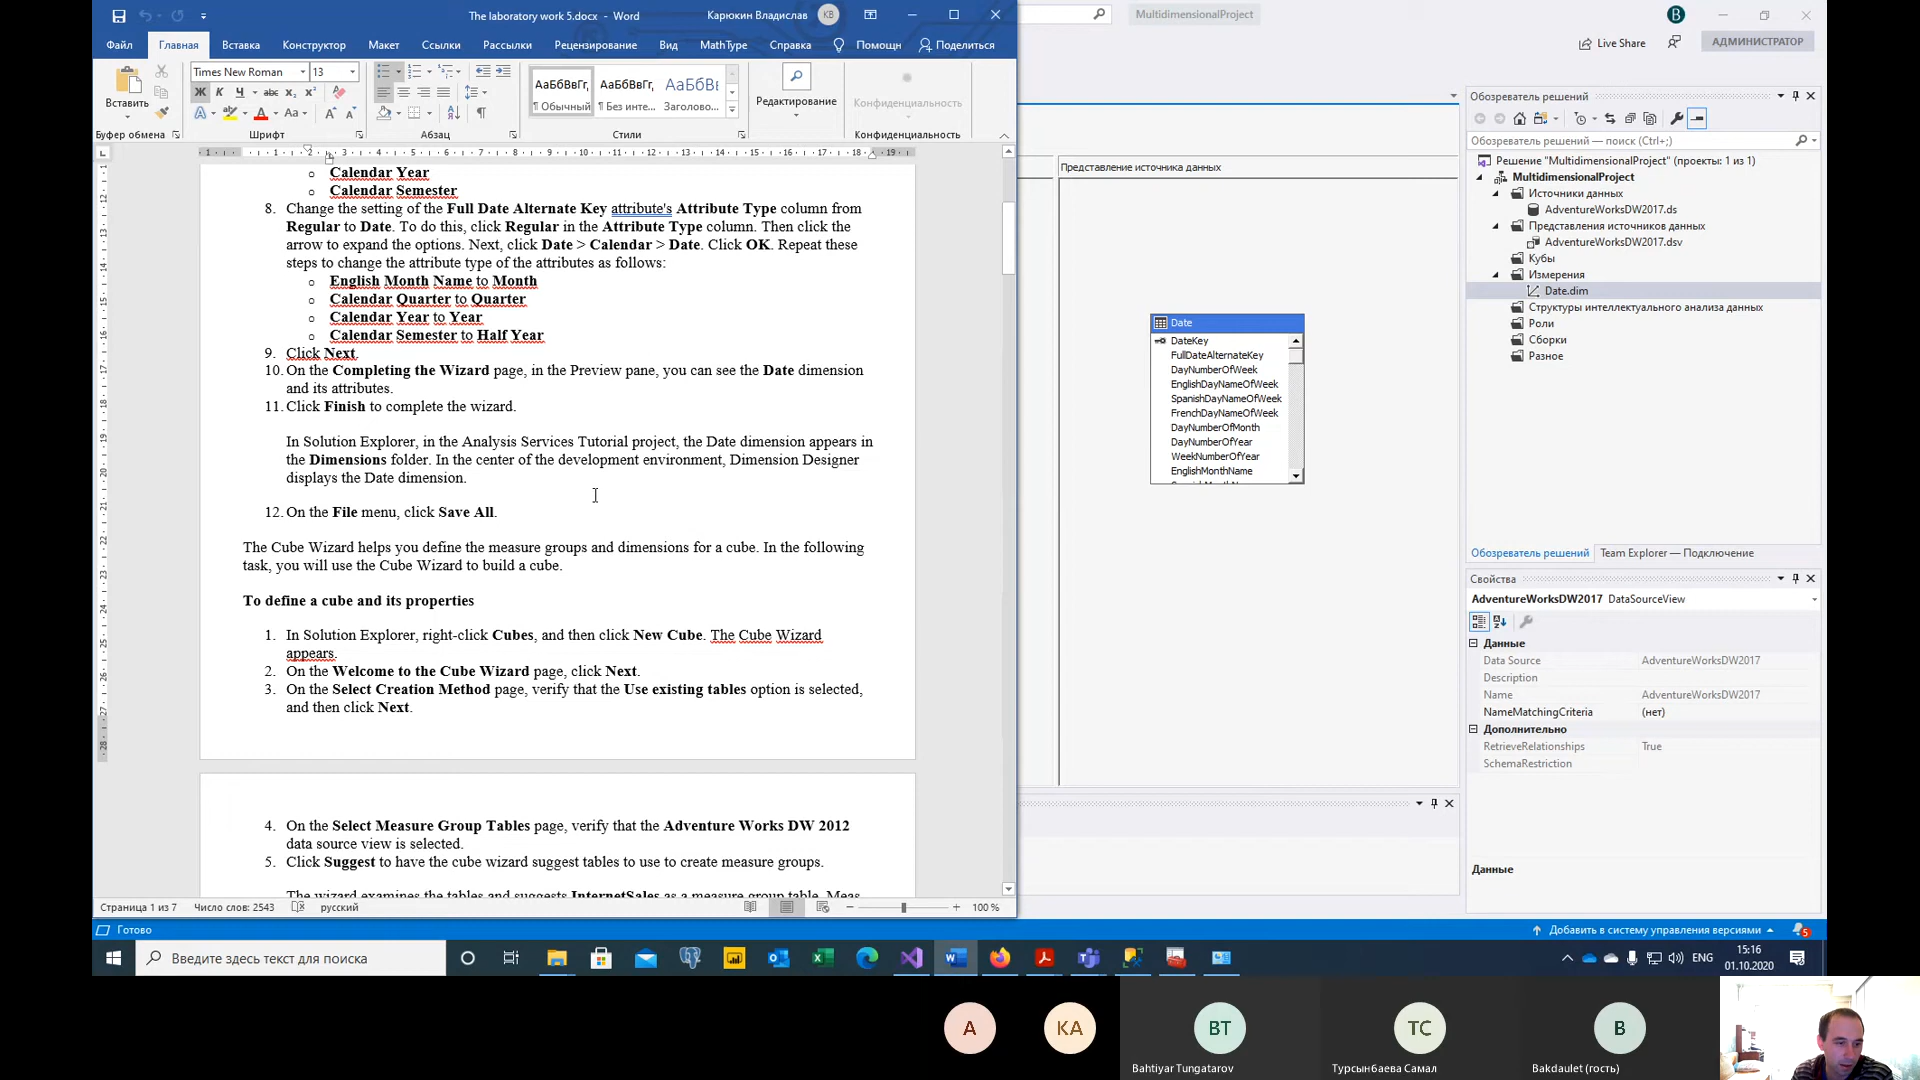 The laboratory work 5.docx - Word
Карюкин Владислав
КВ
Файл
Главная
Вставка
Конструктор
Макет
Ссылки
Рассылки
Рецензирование
Вид
MathType
Справка
Помощн
Поделиться
Вставить
Буфер обмена
Times New Roman
13
Шрифт
Абзац
АаБбВвГг,
¶ Обычный
АаБбВвГг,
¶ Без инте...
АаБбВв
Заголово...
Стили
Редактирование
Конфиденциальность
Конфиденциальность
Calendar Year
Calendar Semester
8. Change the setting of the Full Date Alternate Key attribute's Attribute Type column from
Regular to Date. To do this, click Regular in the Attribute Type column. Then click the
arrow to expand the options. Next, click Date > Calendar > Date. Click OK. Repeat these
steps to change the attribute type of the attributes as follows:
English Month Name to Month
Calendar Quarter to Quarter
Calendar Year to Year
Calendar Semester to Half Year
9. Click Next.
10. On the Completing the Wizard page, in the Preview pane, you can see the Date dimension
and its attributes.
11. Click Finish to complete the wizard.
In Solution Explorer, in the Analysis Services Tutorial project, the Date dimension appears in
the Dimensions folder. In the center of the development environment, Dimension Designer
displays the Date dimension.
12. On the File menu, click Save All.
The Cube Wizard helps you define the measure groups and dimensions for a cube. In the following
task, you will use the Cube Wizard to build a cube.
To define a cube and its properties
1. In Solution Explorer, right-click Cubes, and then click New Cube. The Cube Wizard
appears.
2. On the Welcome to the Cube Wizard page, click Next.
3. On the Select Creation Method page, verify that the Use existing tables option is selected,
and then click Next.
4. On the Select Measure Group Tables page, verify that the Adventure Works DW 2012
data source view is selected.
5. Click Suggest to have the cube wizard suggest tables to use to create measure groups.
The wizard examines the tables and suggests InternetSales as a measure group table. Meas
Страница 1 из 7
Число слов: 2543
русский
100 %
MultidimensionalProject
В
Live Share
АДМИНИСТРАТОР
Представление источника данных
Date
DateKey
FullDateAlternateKey
DayNumberOfWeek
EnglishDayNameOfWeek
SpanishDayNameOfWeek
FrenchDayNameOfWeek
DayNumberOfMonth
DayNumberOfYear
WeekNumberOfYear
EnglishMonthName
Обозреватель решений
Обозреватель решений — поиск (Ctrl+;)
Решение "MultidimensionalProject" (проекты: 1 из 1)
MultidimensionalProject
Источники данных
AdventureWorksDW2017.ds
Представления источников данных
AdventureWorksDW2017.dsv
Кубы
Измерения
Date.dim
Структуры интеллектуального анализа данных
Роли
Сборки
Разное
Обозреватель решений
Team Explorer — Подключение
Свойства
AdventureWorksDW2017 DataSourceView
Данные
Data Source AdventureWorksDW2017
Description
Name AdventureWorksDW2017
NameMatchingCriteria (нет)
Дополнительно
RetrieveRelationships True
SchemaRestriction
Данные
Готово
Добавить в систему управления версиями
5
Введите здесь текст для поиска
ENG
15:16
01.10.2020
A
KA
BT
Bahtiyar Tungatarov
ТС
Турсынбаева Самал
B
Bakdaulet (гость)